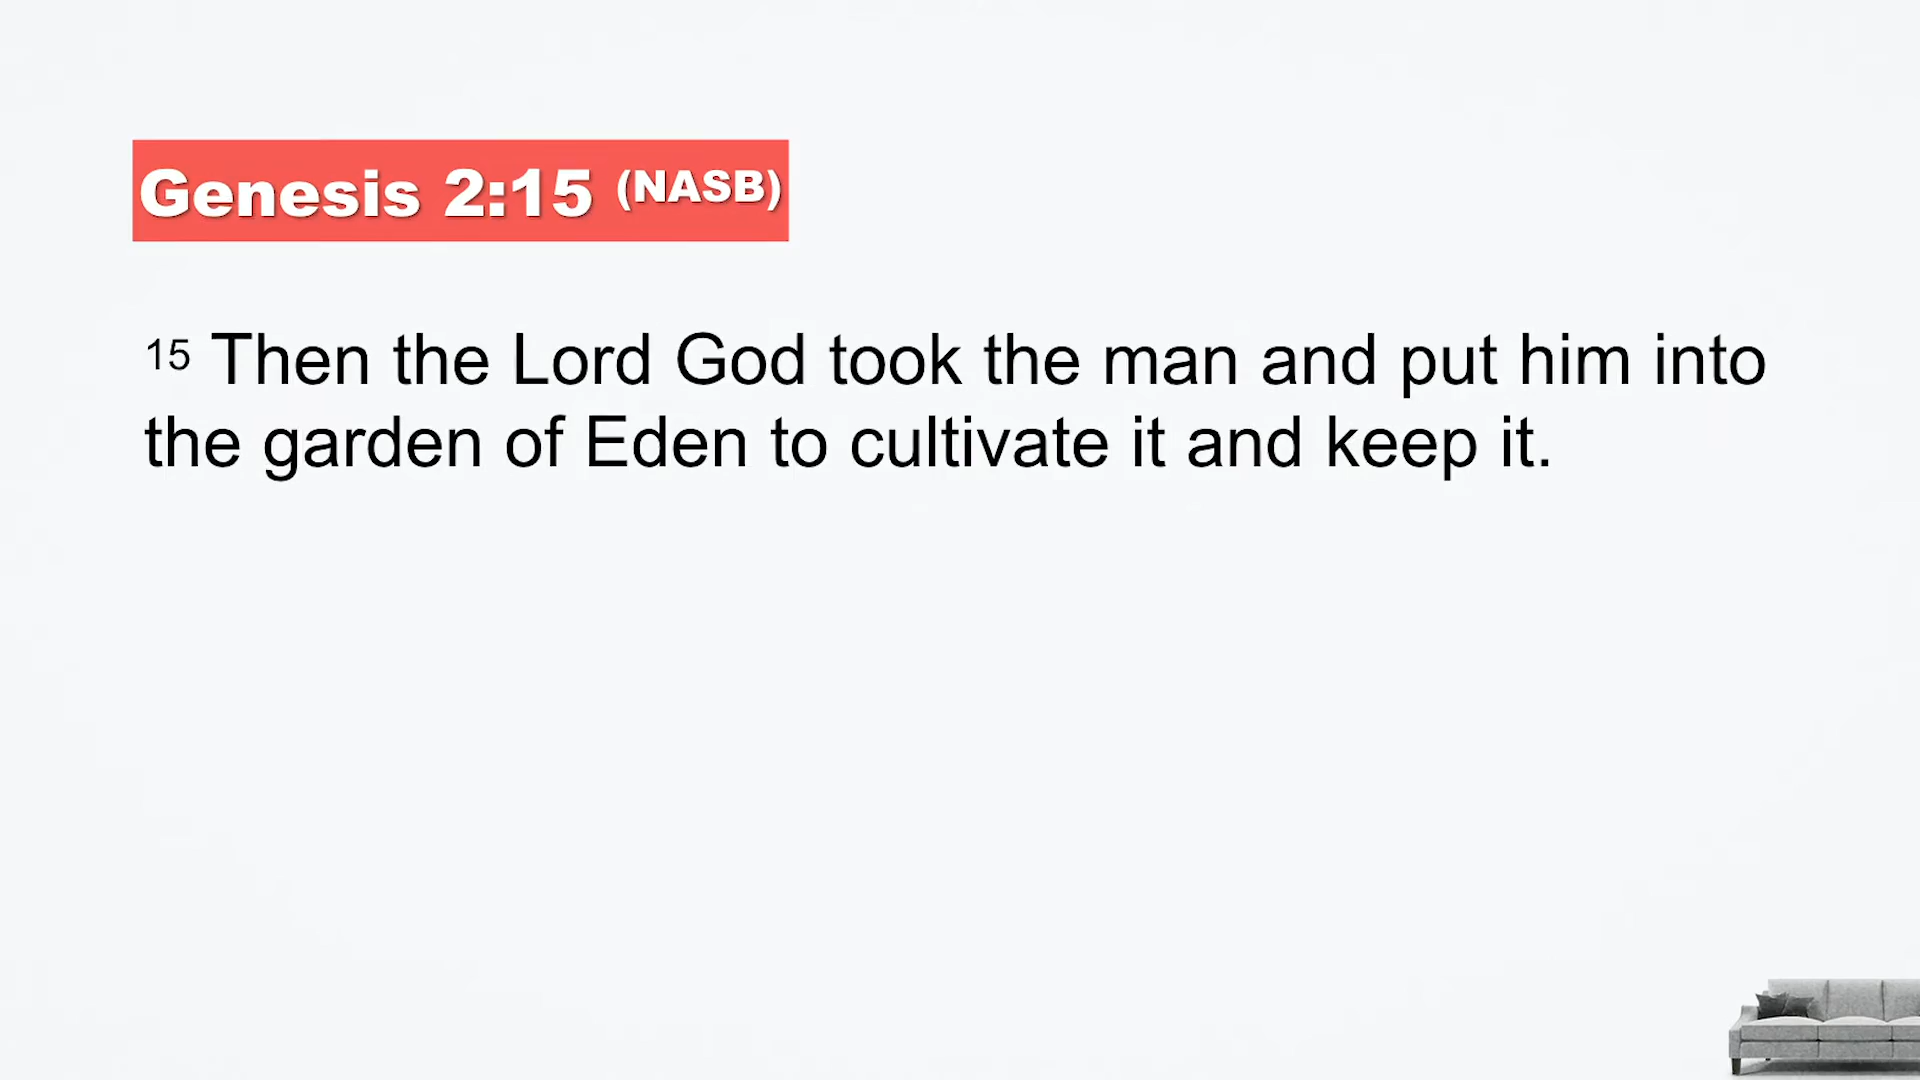 Genesis 2:15 (NASB)
15 Then the Lord God took the man and put him into
the garden of Eden to cultivate it and keep it.